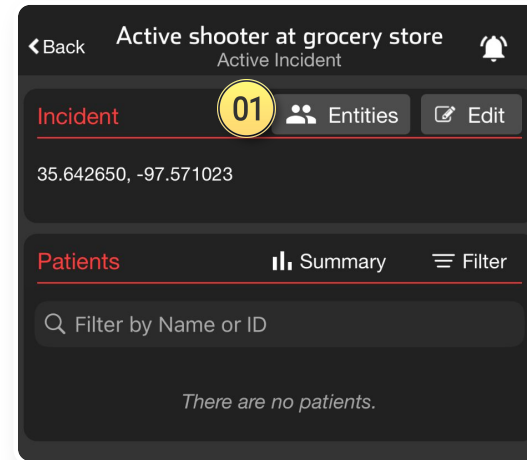 Back
Active shooter at grocery store
Active Incident
Incident
01
Entities
Edit
35.642650, -97.571023
Patients
Summary
Filter
Filter by Name or ID
There are no patients.